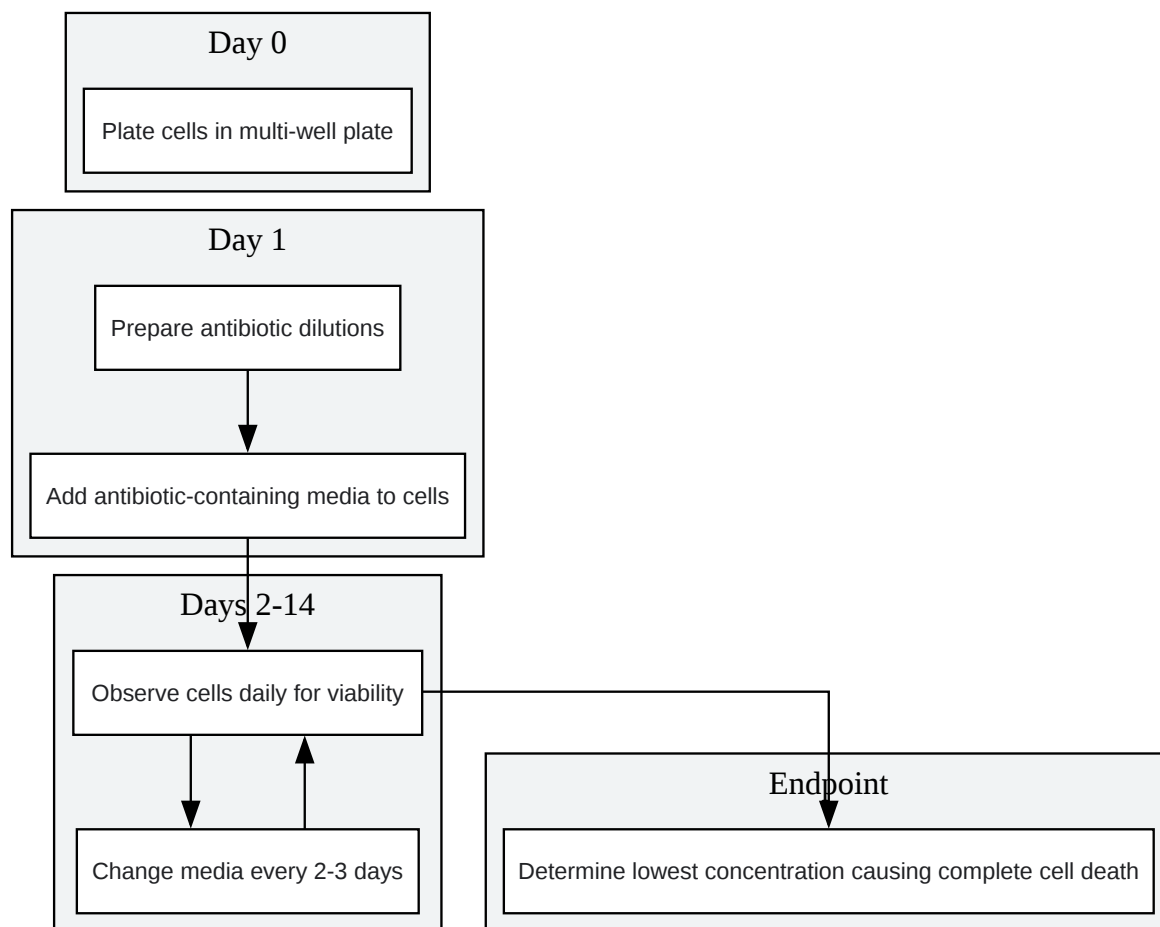 Day 0
Plate cells in multi-well plate
Day 1
Prepare antibiotic dilutions
Add antibiotic-containing media to cells
Days 2-14
Observe cells daily for viability
Change media every 2-3 days
Endpoint
Determine lowest concentration causing complete cell death